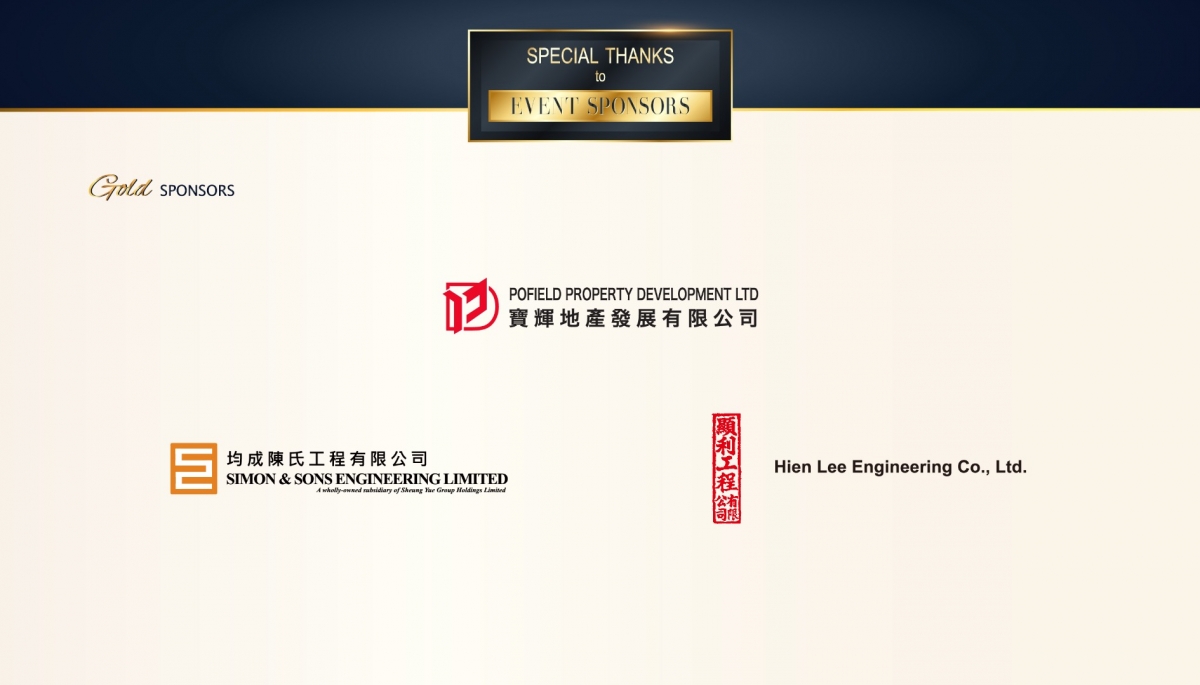 SPECIAL THANKS
to
EVENT SPONSORS
Gold SPONSORS
POFIELD PROPERTY DEVELOPMENT LTD
寶輝地產發展有限公司
均成陳氏工程有限公司
SIMON & SONS ENGINEERING LIMITED
A wholly-owned subsidiary of Sheung Yue Group Holdings Limited
顯利工程有限公司
Hien Lee Engineering Co., Ltd.